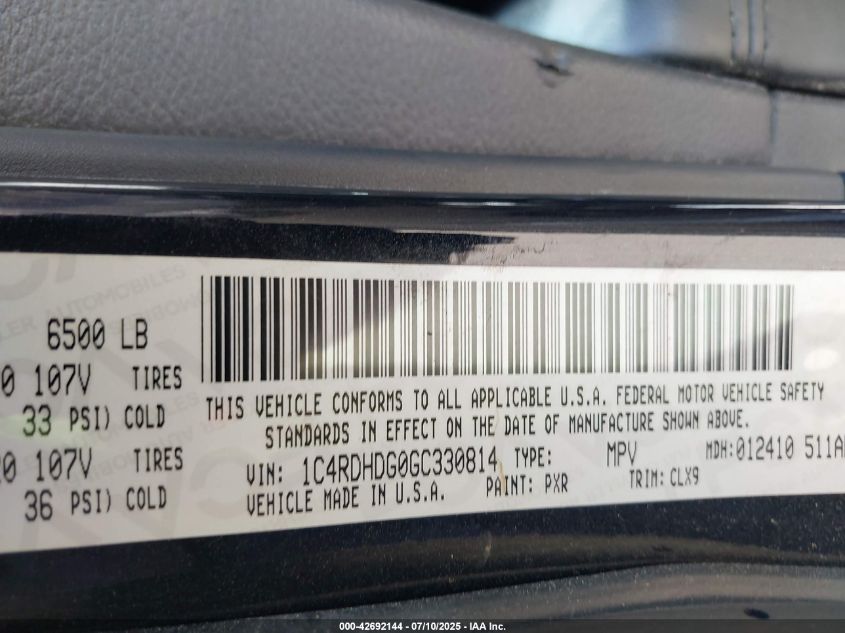 6500 LB
0 107V TIRES
33 PSI) COLD
20 107V TIRES
36 PSI) COLD
THIS VEHICLE CONFORMS TO ALL APPLICABLE U.S.A. FEDERAL MOTOR VEHICLE SAFETY
STANDARDS IN EFFECT ON THE DATE OF MANUFACTURE SHOWN ABOVE.
VIN: 1C4RDHDG0GC330814 TYPE: MPV MDH:012410 511A
VEHICLE MADE IN U.S.A. PAINT: PXR TRIM: CLX9
000-42692144 - 07/10/2025 - IAA Inc.